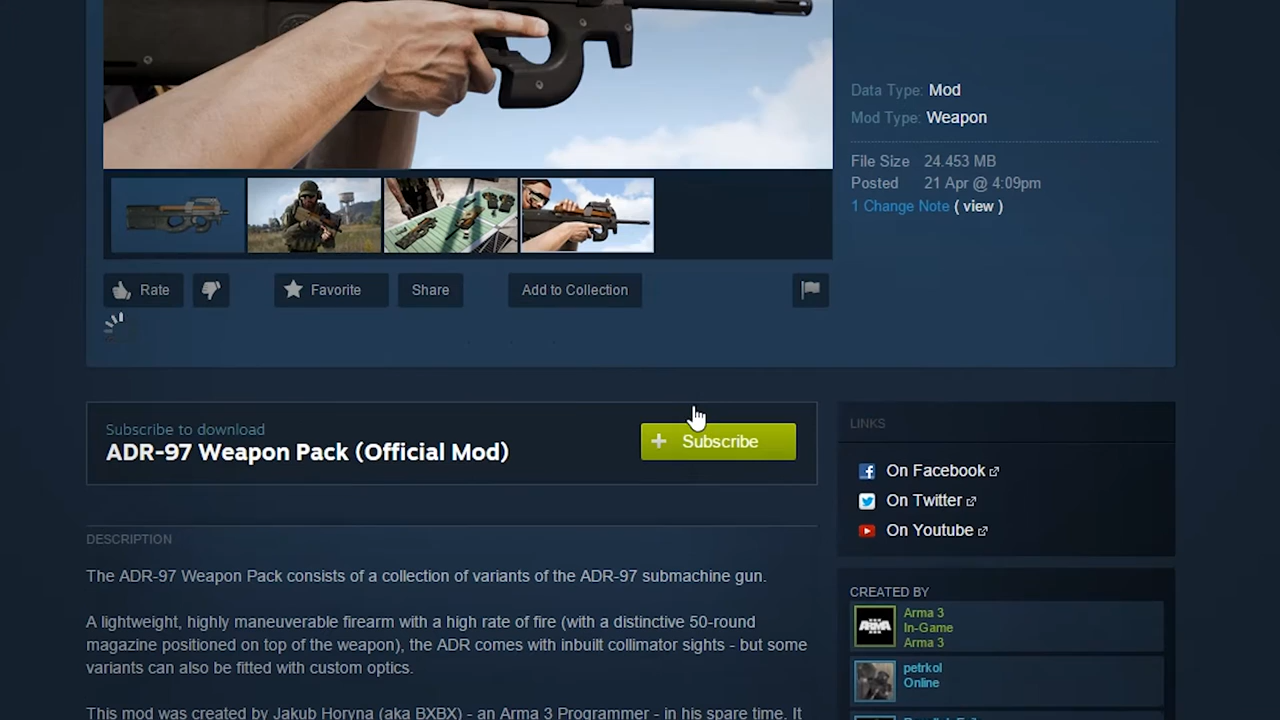 Data Type: Mod
Mod Type: Weapon
File Size 24.453 MB
Posted 21 Apr @ 4:09pm
1 Change Note ( view )
Rate
Favorite
Share
Add to Collection
Subscribe to download
ADR-97 Weapon Pack (Official Mod)
+ Subscribe
LINKS
On Facebook
On Twitter
On Youtube
DESCRIPTION
The ADR-97 Weapon Pack consists of a collection of variants of the ADR-97 submachine gun.
A lightweight, highly maneuverable firearm with a high rate of fire (with a distinctive 50-round
magazine positioned on top of the weapon), the ADR comes with inbuilt collimator sights - but some
variants can also be fitted with custom optics.
This mod was created by Jakub Horyna (aka BXBX) - an Arma 3 Programmer - in his spare time. It
CREATED BY
ARMA
Arma 3
In-Game
Arma 3
petrkol
Online